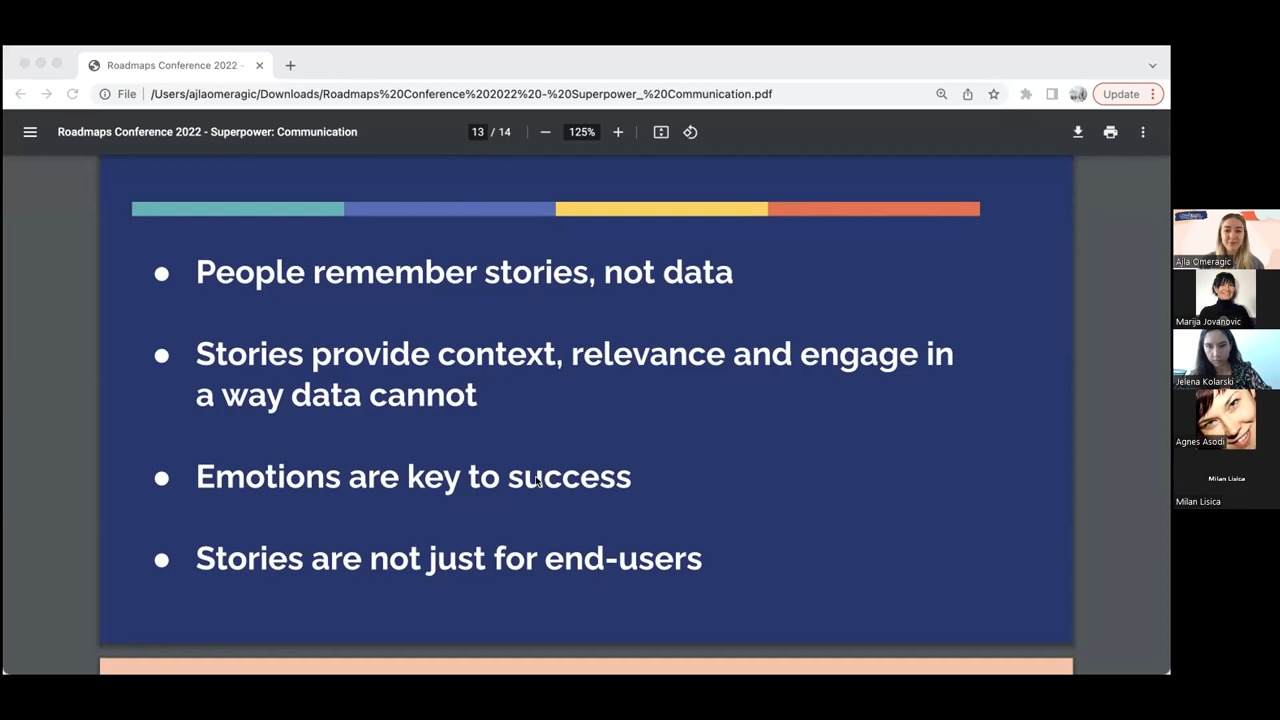 Roadmaps Conference 2022 -
File
/Users/ajlaomeragic/Downloads/Roadmaps%20Conference%202022%20-%20Superpower_%20Communication.pdf
Update
Roadmaps Conference 2022 - Superpower: Communication
13 / 14
125%
● People remember stories, not data
● Stories provide context, relevance and engage in
a way data cannot
● Emotions are key to success
● Stories are not just for end-users
Ajla Omeragic
Marija Jovanovic
Jelena Kolarski
Agnes Asodi
Milan Lisica
Milan Lisica